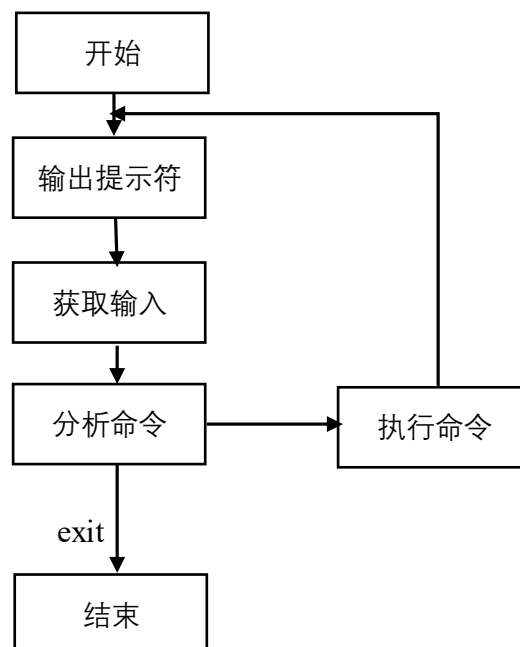 开始
输出提示符
获取输入
分析命令
执行命令
exit
结束